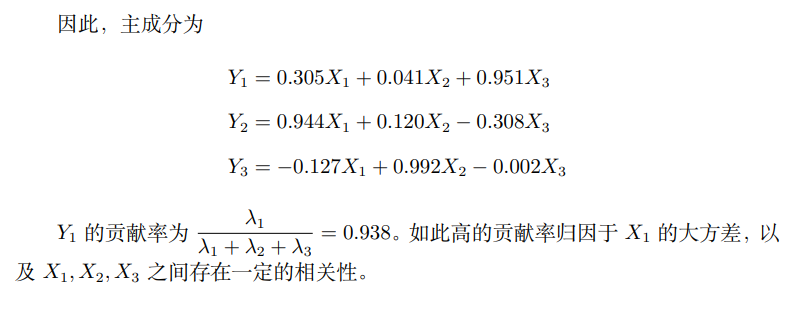 因此，主成分为
Y₁ = 0.305X₁ + 0.041X₂ + 0.951X₃
Y₂ = 0.944X₁ + 0.120X₂ − 0.308X₃
Y₃ = −0.127X₁ + 0.992X₂ − 0.002X₃
Y₁ 的贡献率为 λ₁ / (λ₁ + λ₂ + λ₃) = 0.938。如此高的贡献率归因于 X₁ 的大方差，以
及 X₁, X₂, X₃ 之间存在一定的相关性。